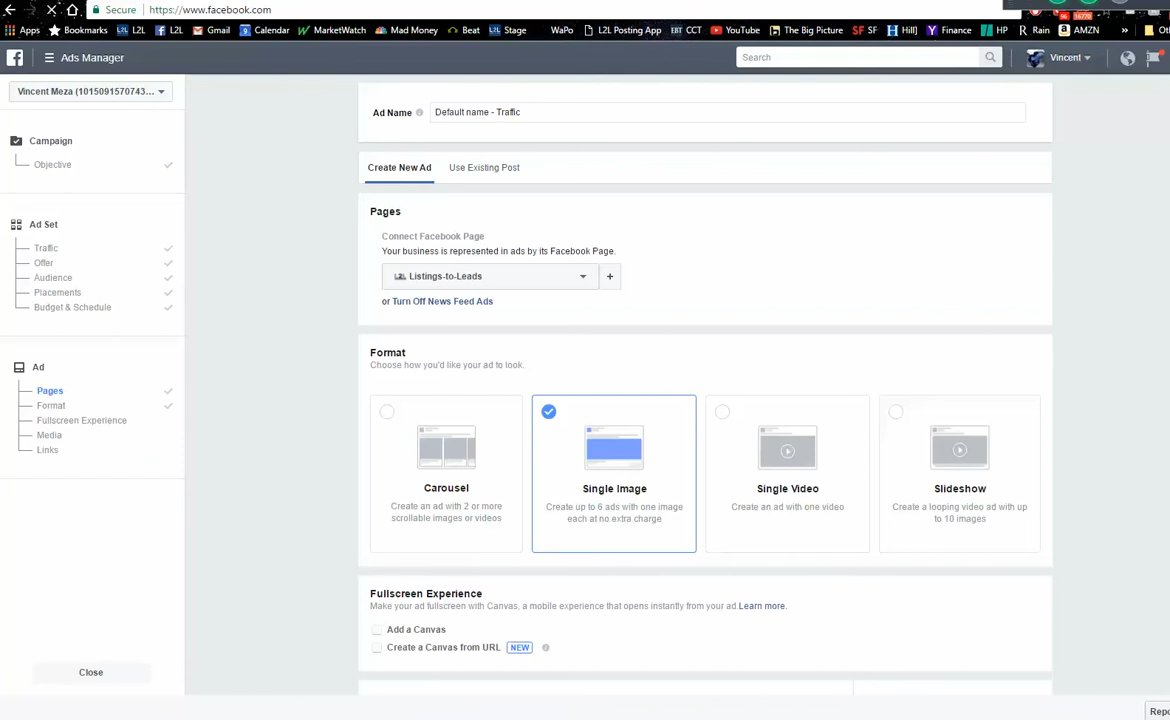 Secure https://www.facebook.com
Apps Bookmarks L2L L2L Gmail Calendar MarketWatch Mad Money Beat Stage WaPo L2L Posting App EBT CCT YouTube The Big Picture SF SF Hill] Finance HP R Rain AMZN » Ot
Ads Manager Search Vincent
Vincent Meza (1015091570743...
Ad Name Default name - Traffic
Campaign
Objective
Create New Ad Use Existing Post
Pages
Connect Facebook Page
Your business is represented in ads by its Facebook Page.
Listings-to-Leads +
or Turn Off News Feed Ads
Ad Set
Traffic
Offer
Audience
Placements
Budget & Schedule
Format
Choose how you'd like your ad to look.
Ad
Pages
Format
Fullscreen Experience
Media
Links
Carousel
Create an ad with 2 or more
scrollable images or videos
Single Image
Create up to 6 ads with one image
each at no extra charge
Single Video
Create an ad with one video
Slideshow
Create a looping video ad with up
to 10 images
Fullscreen Experience
Make your ad fullscreen with Canvas, a mobile experience that opens instantly from your ad.Learn more.
Add a Canvas
Create a Canvas from URL NEW
Close
Repo